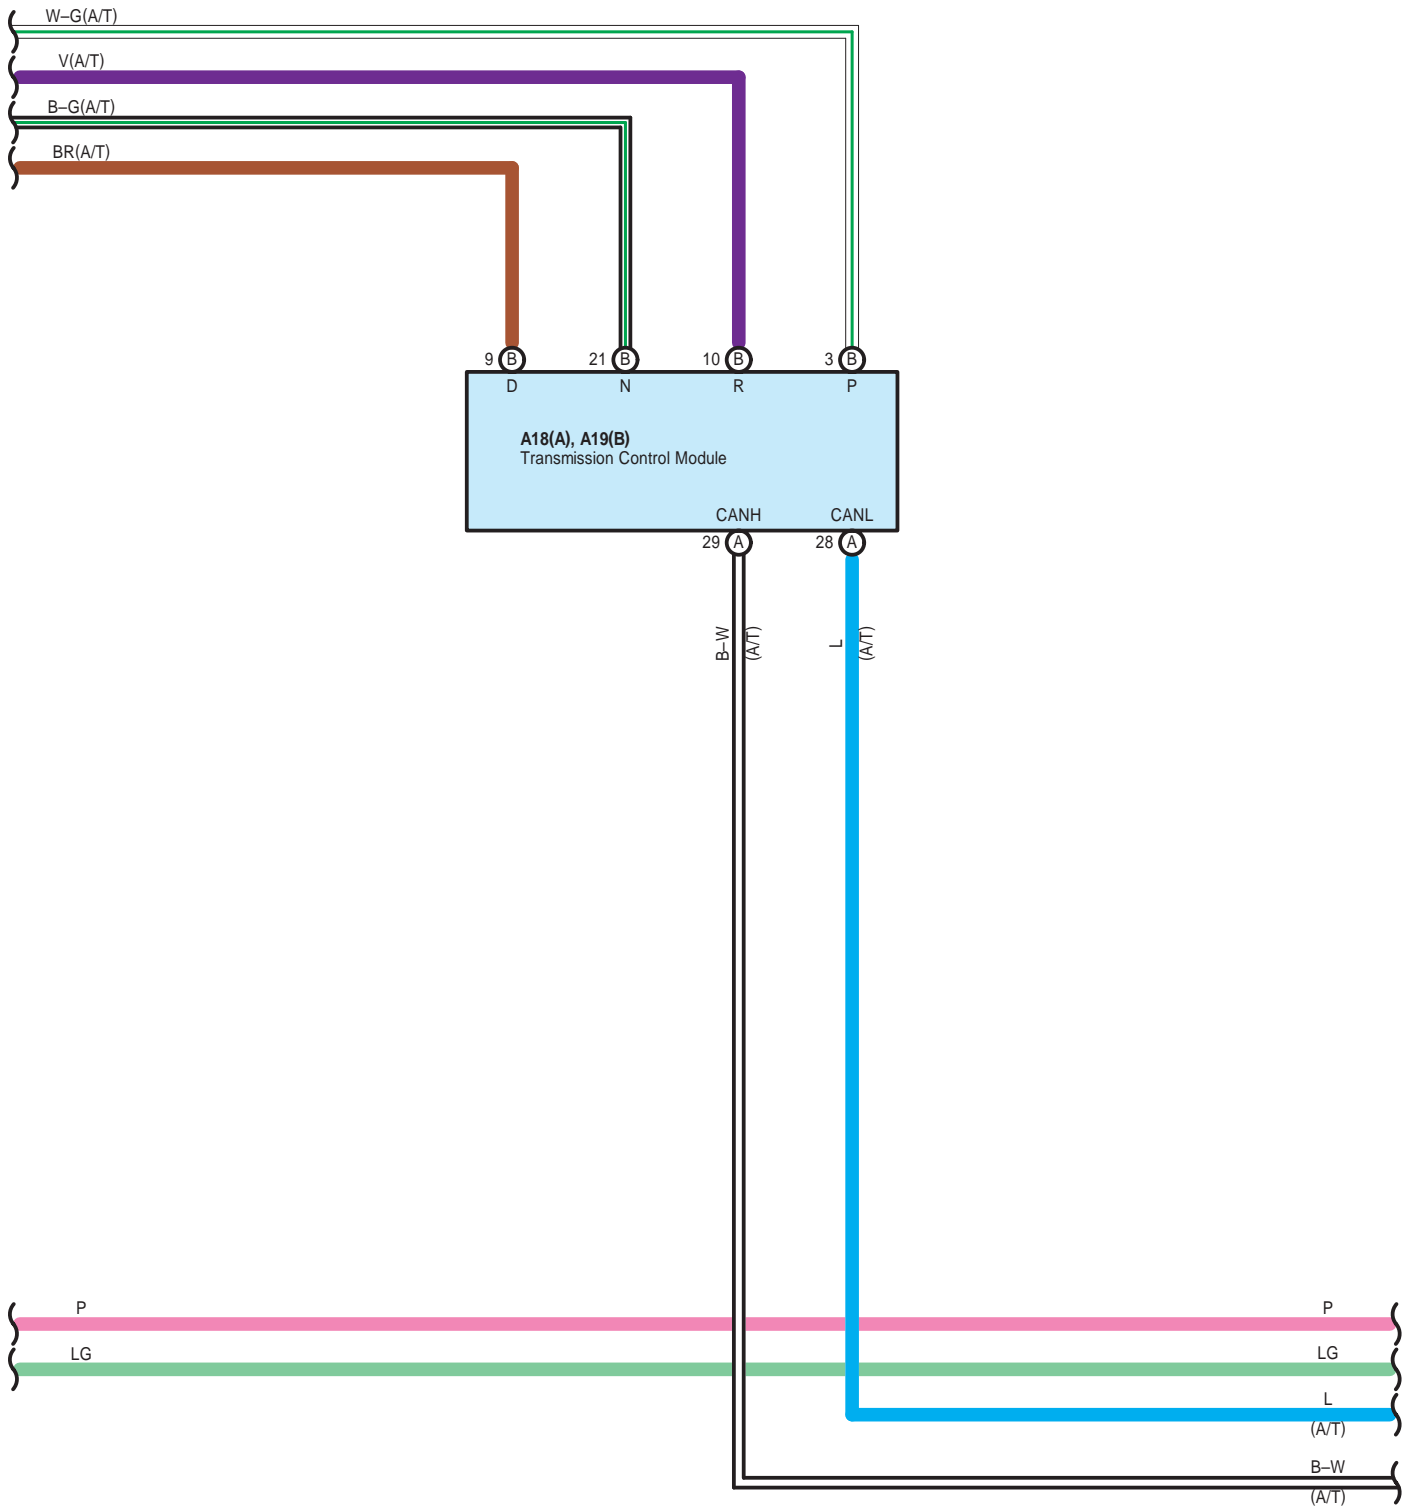 W–G(A/T)
V(A/T)
B–G(A/T)
BR(A/T)
9 B 21 B 10 B 3 B
D N R P
A18(A), A19(B)
Transmission Control Module
CANH CANL
29 A 28 A
B–W (A/T) L (A/T)
P P
LG LG
L
(A/T)
B–W
(A/T)